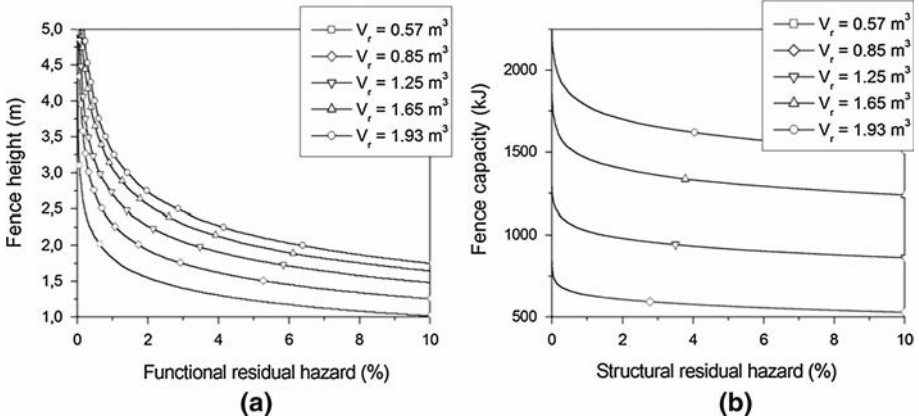 V_r = 0.57 m³
V_r = 0.85 m³
V_r = 1.25 m³
V_r = 1.65 m³
V_r = 1.93 m³
Fence height (m)
5,0
4,5
4,0
3,5
3,0
2,5
2,0
1,5
1,0
0 2 4 6 8 10
Functional residual hazard (%)
(a)
V_r = 0.57 m³
V_r = 0.85 m³
V_r = 1.25 m³
V_r = 1.65 m³
V_r = 1.93 m³
Fence capacity (kJ)
2000
1500
1000
500
0 2 4 6 8 10
Structural residual hazard (%)
(b)